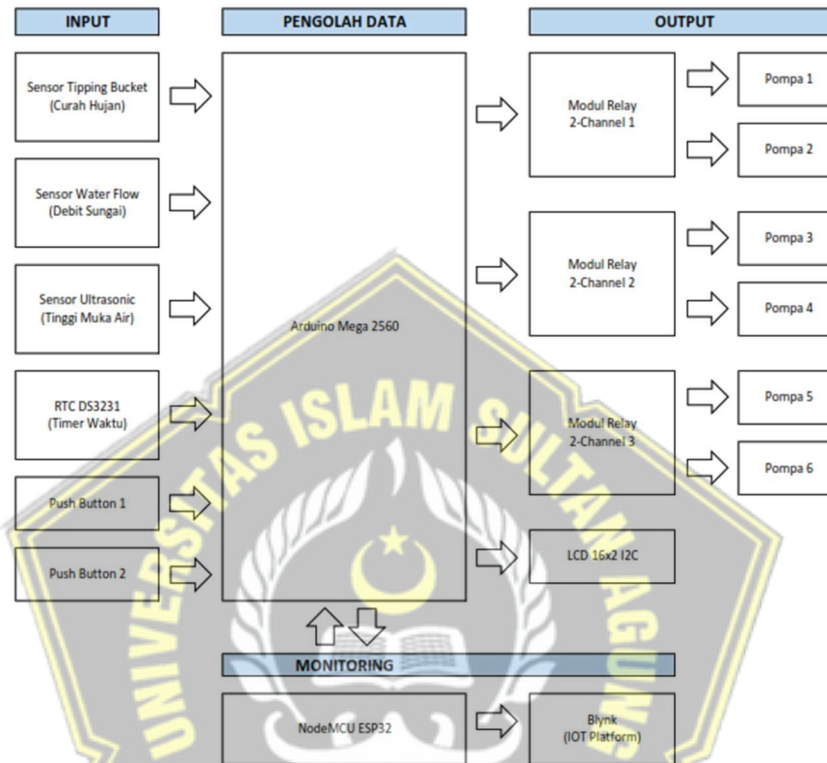 INPUT
PENGOLAH DATA
OUTPUT
Sensor Tipping Bucket
(Curah Hujan)
Sensor Water Flow
(Debit Sungai)
Sensor Ultrasonic
(Tinggi Muka Air)
RTC DS3231
(Timer Waktu)
Push Button 1
Push Button 2
Arduino Mega 2560
Modul Relay
2-Channel 1
Pompa 1
Pompa 2
Modul Relay
2-Channel 2
Pompa 3
Pompa 4
Modul Relay
2-Channel 3
Pompa 5
Pompa 6
LCD 16x2 I2C
MONITORING
NodeMCU ESP32
Blynk
(IOT Platform)
UNIVERSITAS ISLAM SULTAN AGUNG